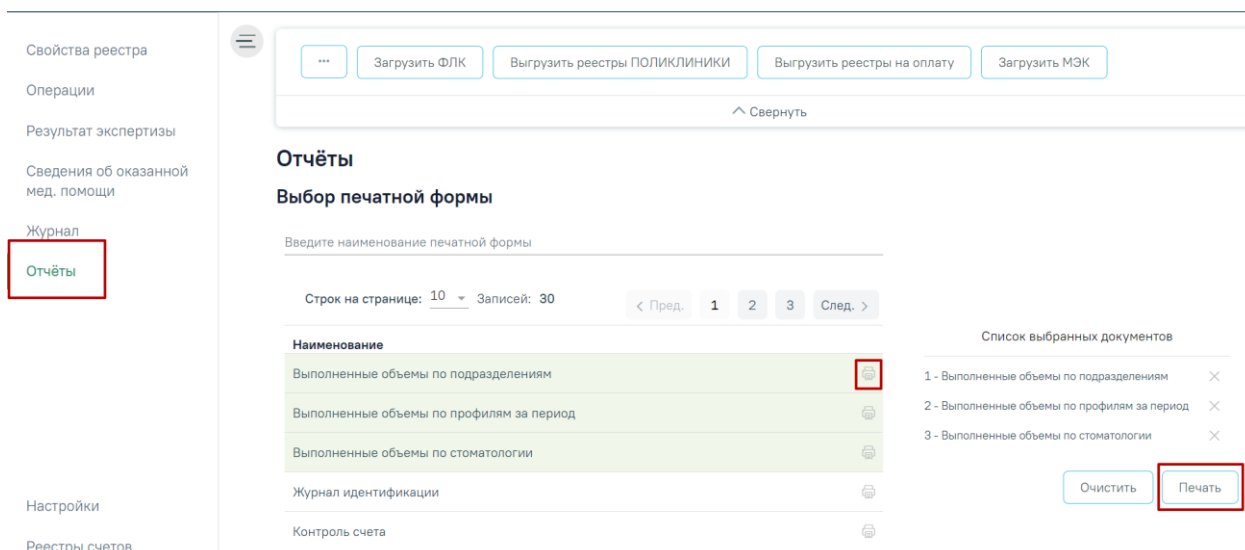 Свойства реестра
Операции
Результат экспертизы
Сведения об оказанной
мед. помощи
Журнал
Отчёты
Настройки
Реестры счетов
... Загрузить ФЛК Выгрузить реестры ПОЛИКЛИНИКИ Выгрузить реестры на оплату Загрузить МЭК
Свернуть
Отчёты
Выбор печатной формы
Введите наименование печатной формы
Строк на странице: 10 Записей: 30 < Пред. 1 2 3 След. >
Наименование
Выполненные объемы по подразделениям
Выполненные объемы по профилям за период
Выполненные объемы по стоматологии
Журнал идентификации
Контроль счета
Список выбранных документов
1 - Выполненные объемы по подразделениям
2 - Выполненные объемы по профилям за период
3 - Выполненные объемы по стоматологии
Очистить Печать